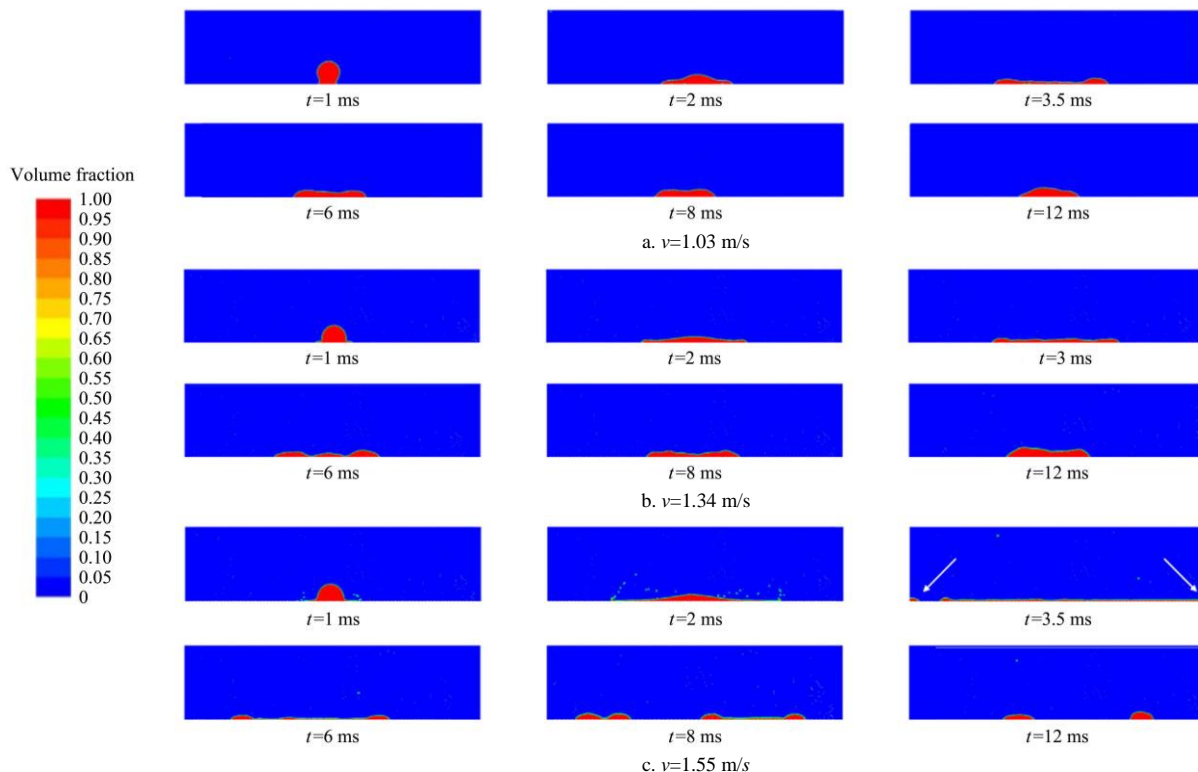 t=1 ms
t=2 ms
t=3.5 ms
Volume fraction
1.00
0.95
0.90
0.85
0.80
0.75
0.70
0.65
0.60
0.55
0.50
0.45
0.40
0.35
0.30
0.25
0.20
0.15
0.10
0.05
0
t=6 ms
t=8 ms
t=12 ms
a. v=1.03 m/s
t=1 ms
t=2 ms
t=3 ms
t=6 ms
t=8 ms
t=12 ms
b. v=1.34 m/s
t=1 ms
t=2 ms
t=3.5 ms
t=6 ms
t=8 ms
t=12 ms
c. v=1.55 m/s